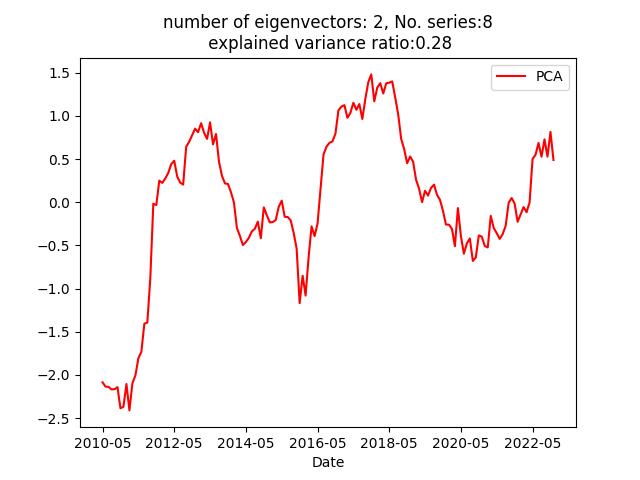 number of eigenvectors: 2, No. series:8
explained variance ratio:0.28
PCA
1.5
1.0
0.5
0.0
−0.5
−1.0
−1.5
−2.0
−2.5
2010-05 2012-05 2014-05 2016-05 2018-05 2020-05 2022-05
Date